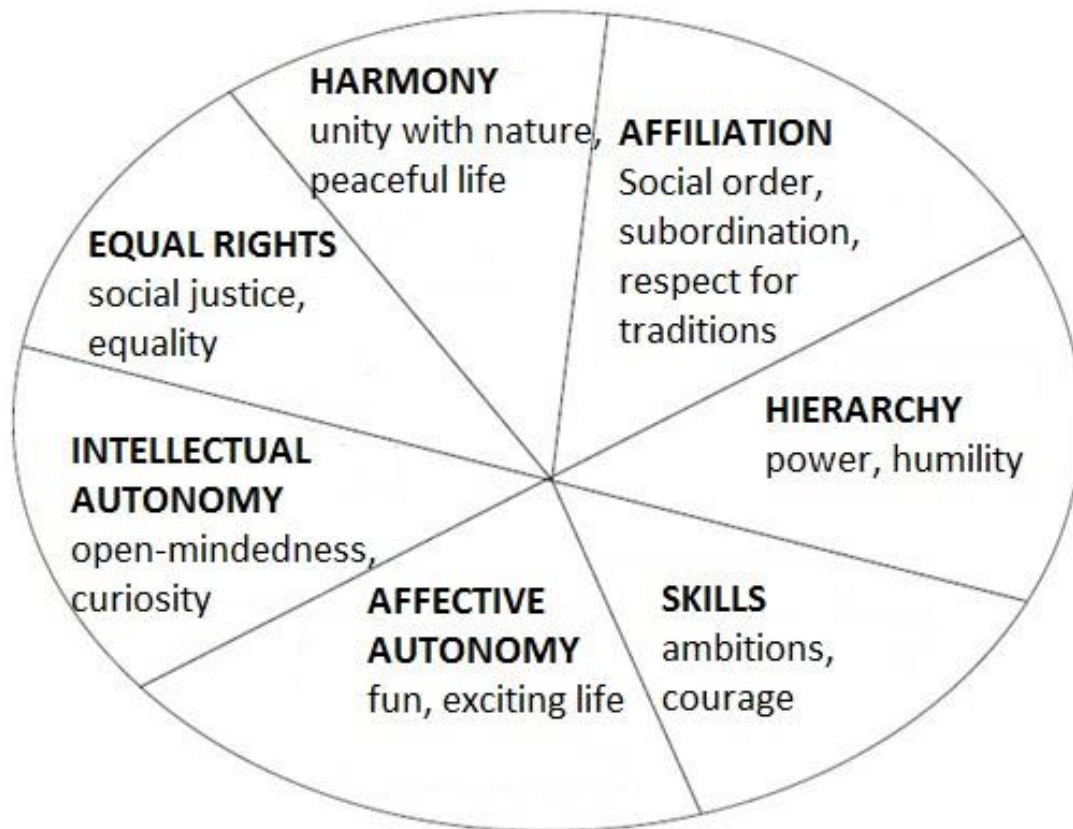 HARMONY
unity with nature,
peaceful life
AFFILIATION
Social order,
subordination,
respect for
traditions
HIERARCHY
power, humility
SKILLS
ambitions,
courage
AFFECTIVE
AUTONOMY
fun, exciting life
INTELLECTUAL
AUTONOMY
open-mindedness,
curiosity
EQUAL RIGHTS
social justice,
equality